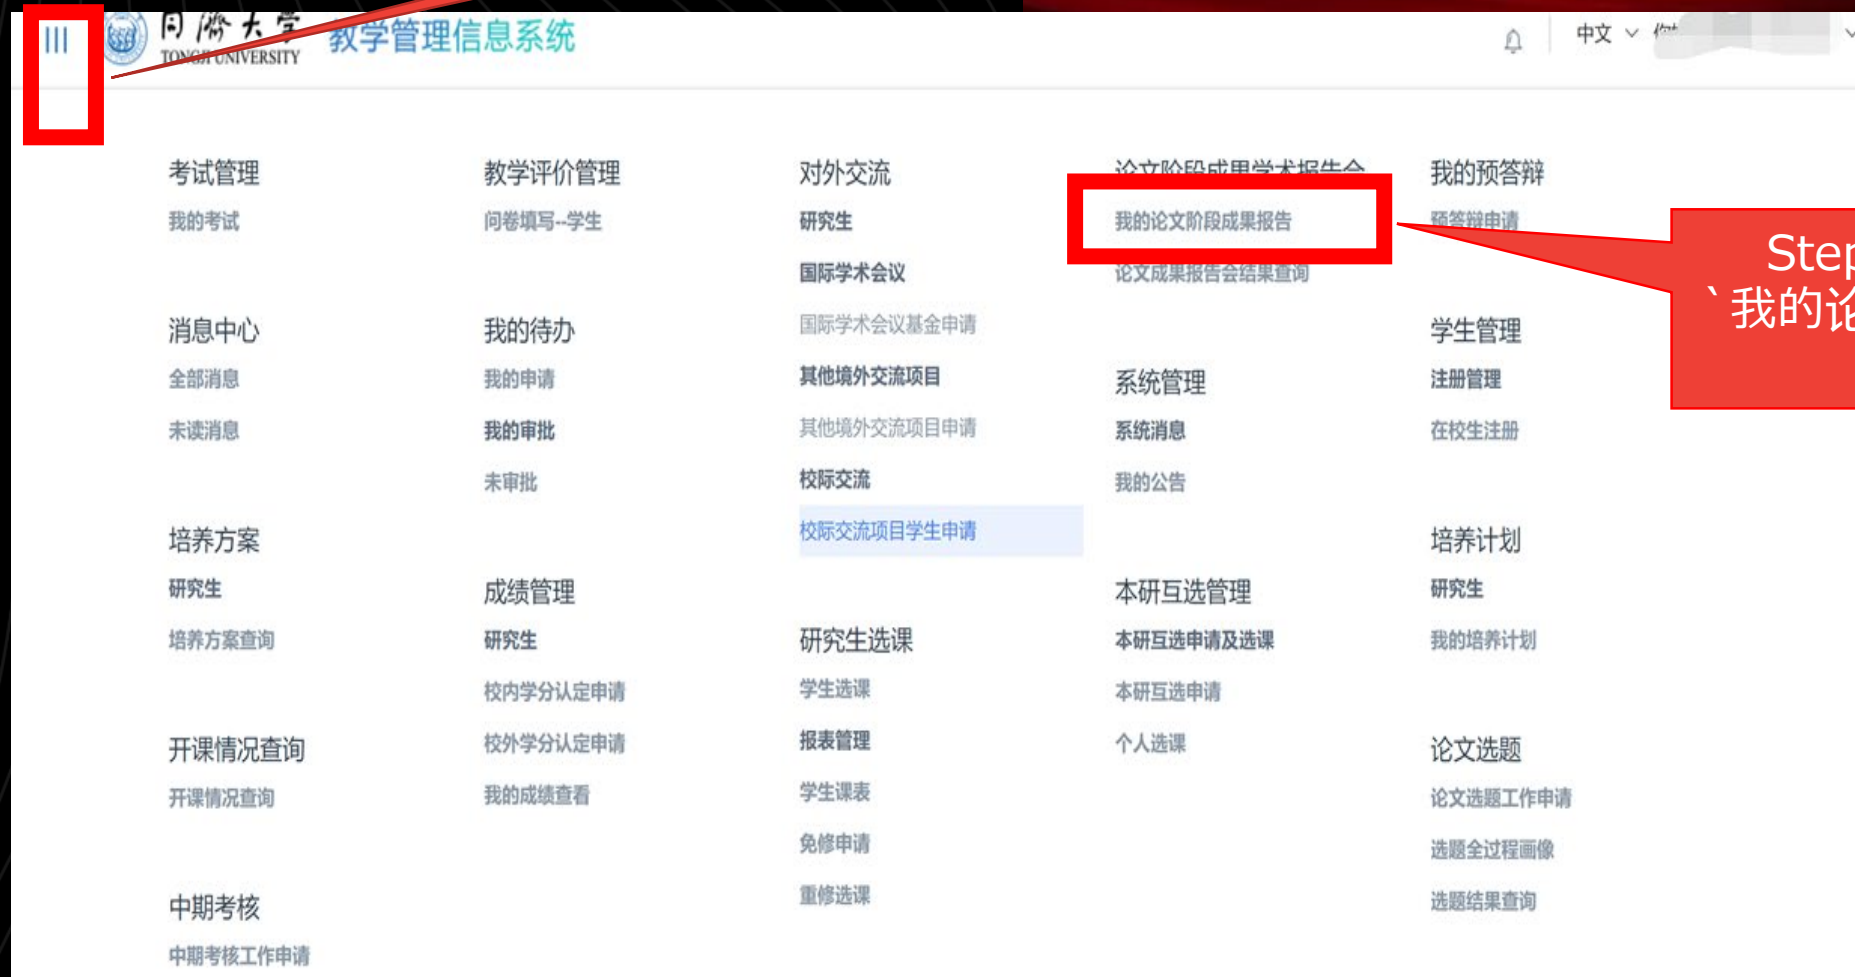 同济大学
TONGJI UNIVERSITY
教学管理信息系统
中文
考试管理
我的考试
消息中心
全部消息
未读消息
培养方案
研究生
培养方案查询
开课情况查询
开课情况查询
中期考核
中期考核工作申请
教学评价管理
问卷填写--学生
我的待办
我的申请
我的审批
未审批
成绩管理
研究生
校内学分认定申请
校外学分认定申请
我的成绩查看
对外交流
研究生
国际学术会议
国际学术会议基金申请
其他境外交流项目
其他境外交流项目申请
校际交流
校际交流项目学生申请
研究生选课
学生选课
报表管理
学生课表
免修申请
重修选课
论文阶段成果学术报告会
我的论文阶段成果报告
论文成果报告会结果查询
系统管理
系统消息
我的公告
本研互选管理
本研互选申请及选课
本研互选申请
个人选课
我的预答辩
预答辩申请
学生管理
注册管理
在校生注册
培养计划
研究生
我的培养计划
论文选题
论文选题工作申请
选题全过程画像
选题结果查询
Step
`我的论